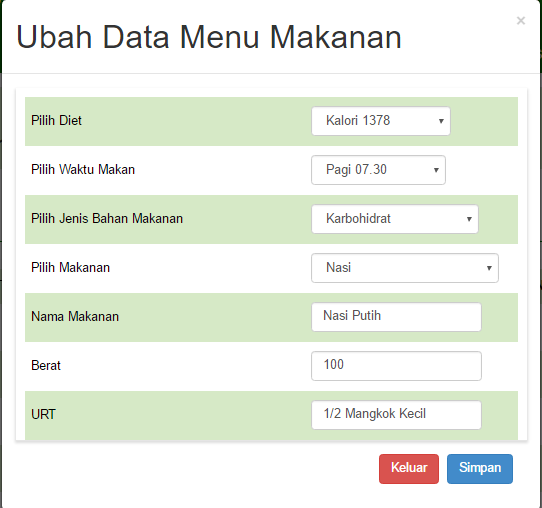 Ubah Data Menu Makanan
×
Pilih Diet Kalori 1378
Pilih Waktu Makan Pagi 07.30
Pilih Jenis Bahan Makanan Karbohidrat
Pilih Makanan Nasi
Nama Makanan Nasi Putih
Berat 100
URT 1/2 Mangkok Kecil
Keluar Simpan